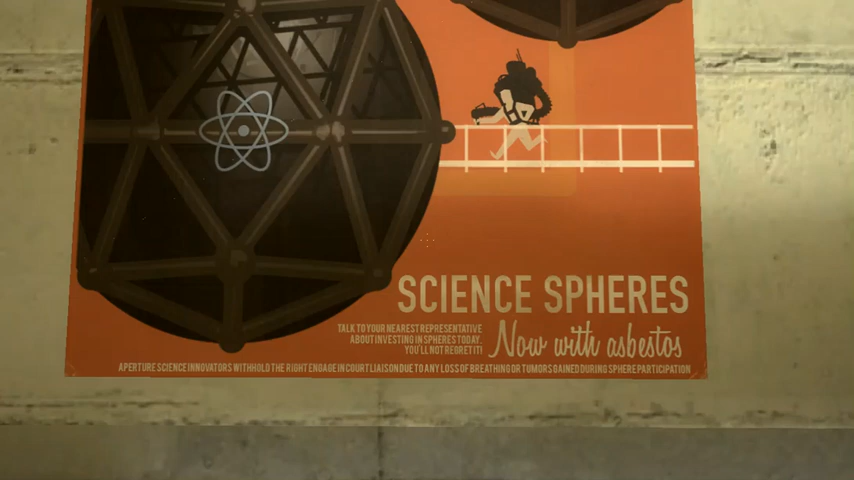 SCIENCE SPHERES
TALK TO YOUR NEAREST REPRESENTATIVE
ABOUT INVESTING IN SPHERES TODAY.
YOU'LL NOT REGRET IT!
Now with asbestos
APERTURE SCIENCE INNOVATORS WITHHOLD THE RIGHT ENGAGE IN COURT LIAISON DUE TO ANY LOSS OF BREATHING OR TUMORS GAINED DURING SPHERE PARTICIPATION